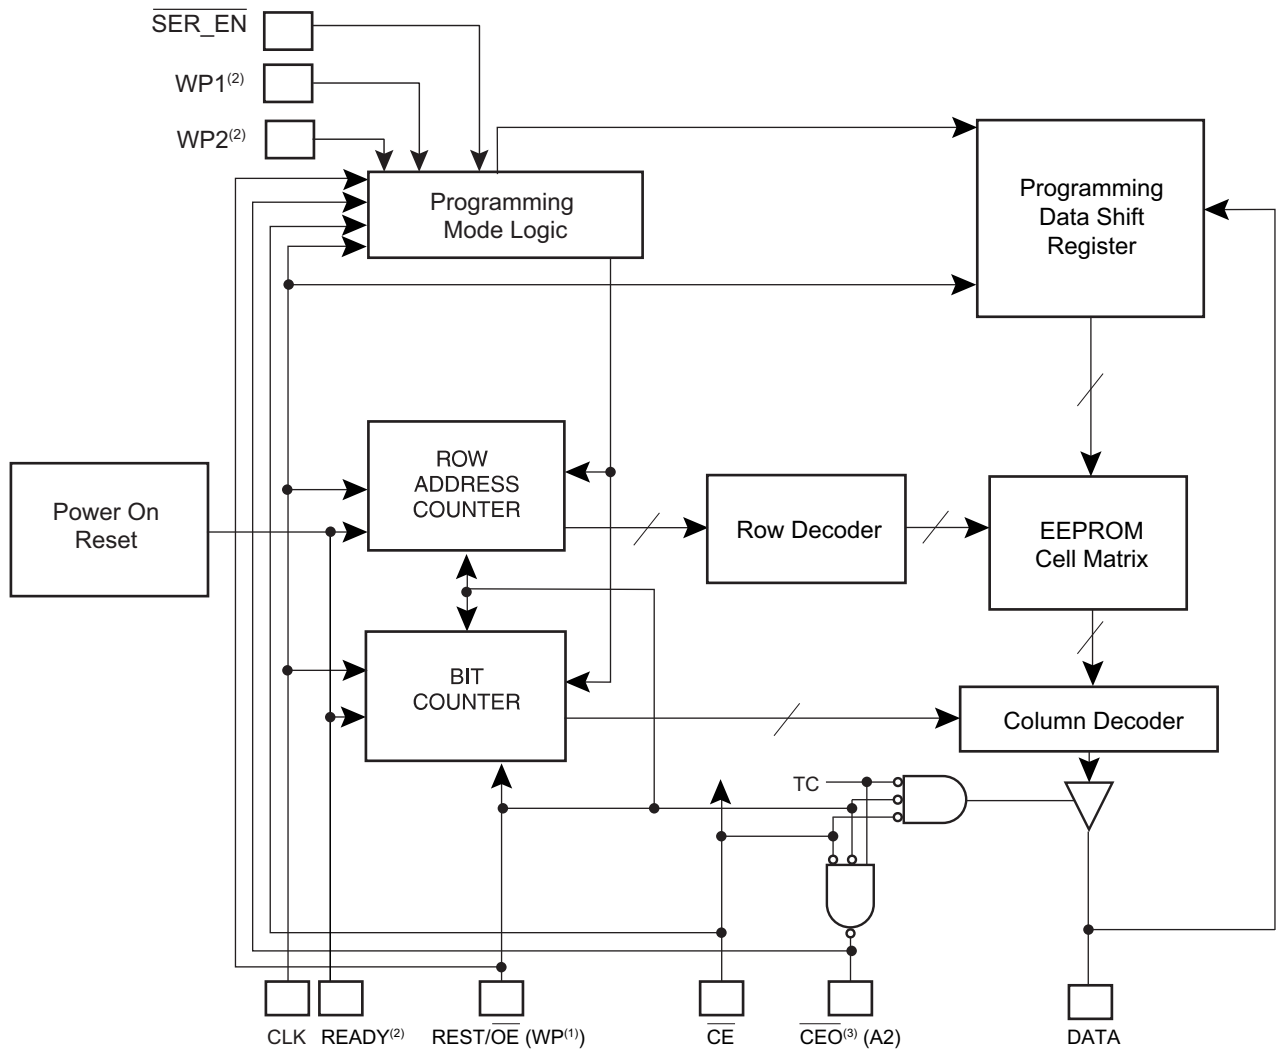 SER_EN
WP1(2)
WP2(2)
Programming
Mode Logic
Programming
Data Shift
Register
ROW
ADDRESS
COUNTER
Power On
Reset
Row Decoder
EEPROM
Cell Matrix
BIT
COUNTER
Column Decoder
TC
CLK
READY(2)
REST/OE (WP(1))
CE
CEO(3) (A2)
DATA